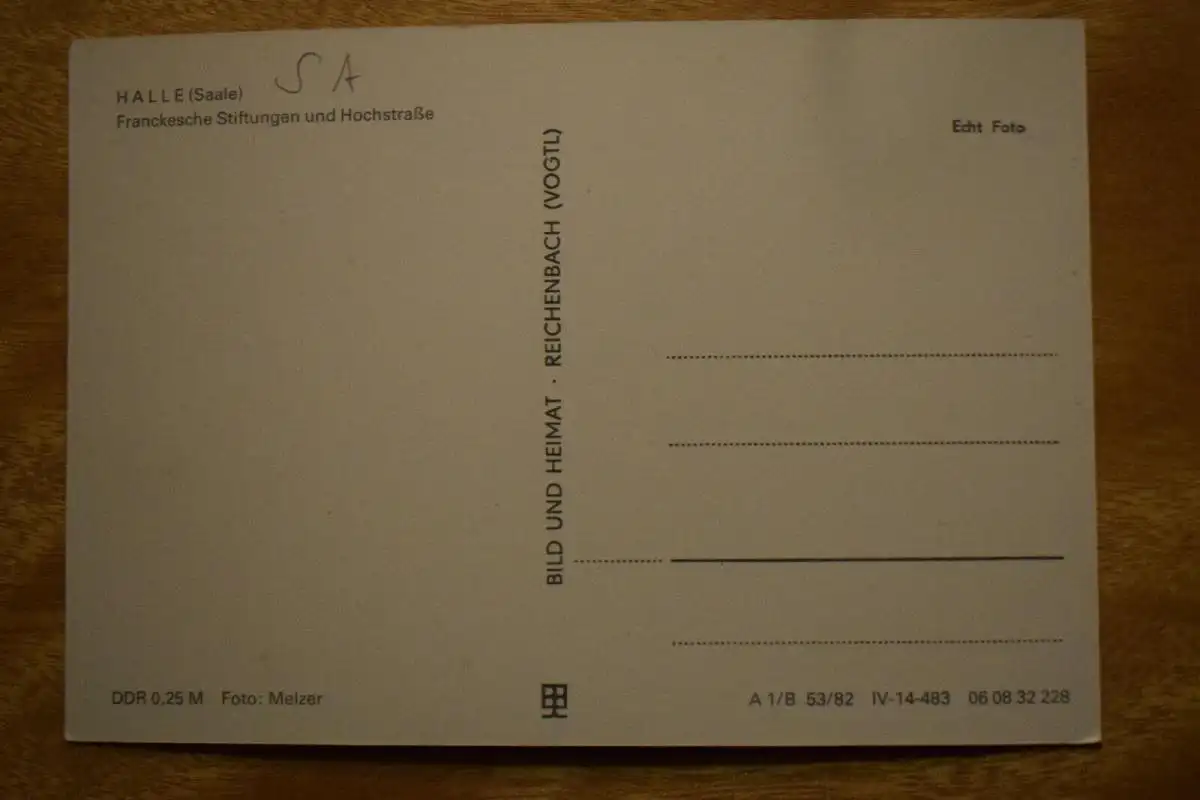 HALLE (Saale)
Franckesche Stiftungen und Hochstraße
S A
Echt Foto
BILD UND HEIMAT · REICHENBACH (VOGTL)
DDR 0,25 M Foto: Melzer
A 1/B 53/82 IV-14-483 06 08 32 228